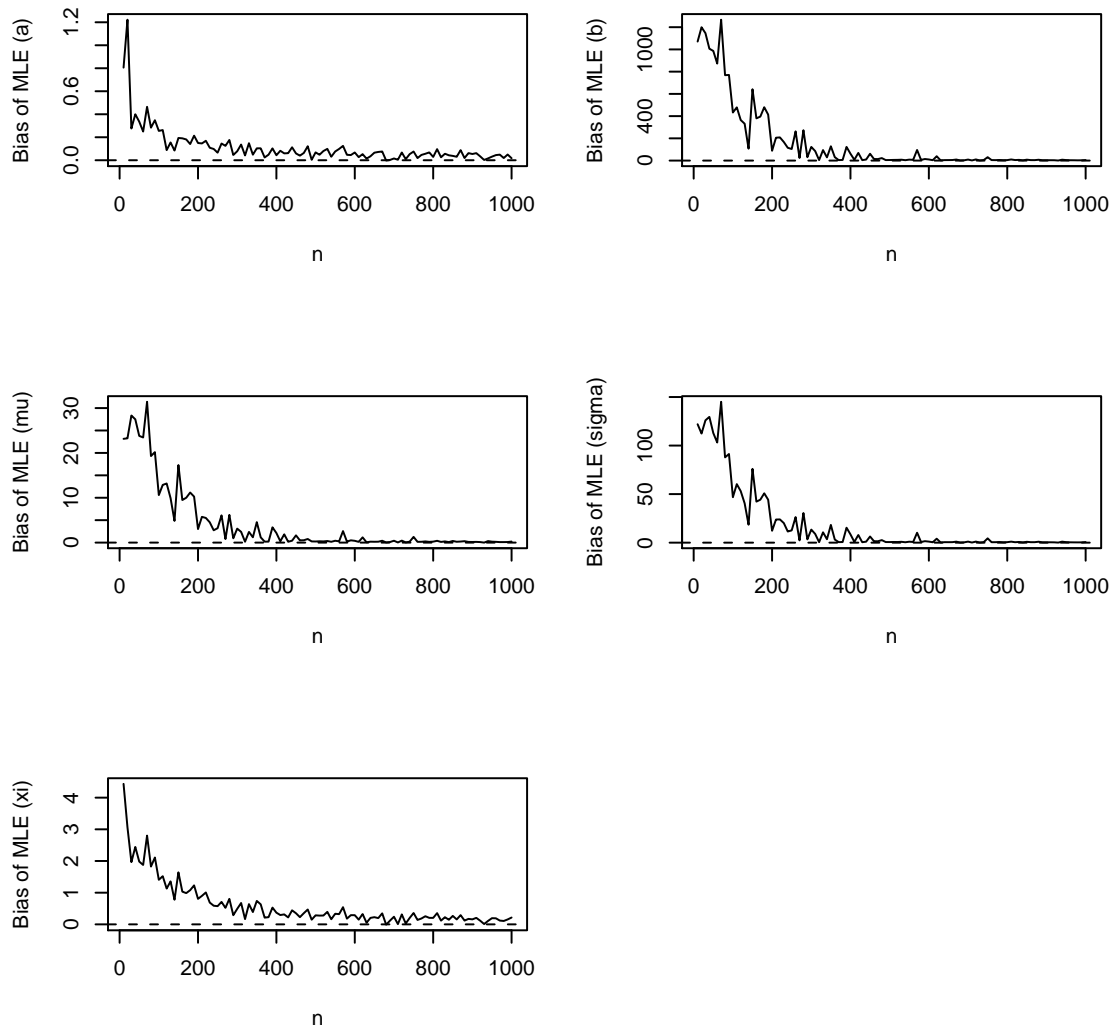 Bias of MLE (a)
0.0 0.6 1.2
0 200 400 600 800 1000
n
Bias of MLE (b)
0 400 1000
0 200 400 600 800 1000
n
Bias of MLE (mu)
0 10 20 30
0 200 400 600 800 1000
n
Bias of MLE (sigma)
0 50 100
0 200 400 600 800 1000
n
Bias of MLE (xi)
0 1 2 3 4
0 200 400 600 800 1000
n